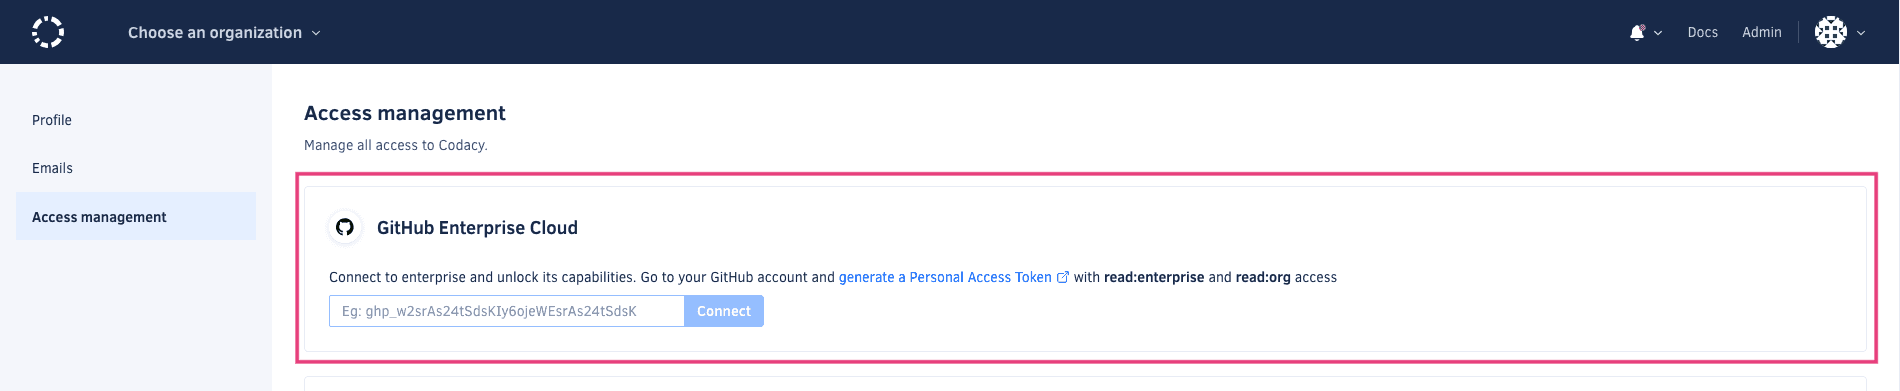 Choose an organization
Docs
Admin
Profile
Emails
Access management
Access management
Manage all access to Codacy.
GitHub Enterprise Cloud
Connect to enterprise and unlock its capabilities. Go to your GitHub account and generate a Personal Access Token with read:enterprise and read:org access
Eg: ghp_w2srAs24tSdsKIy6ojeWEsrAs24tSdsK
Connect